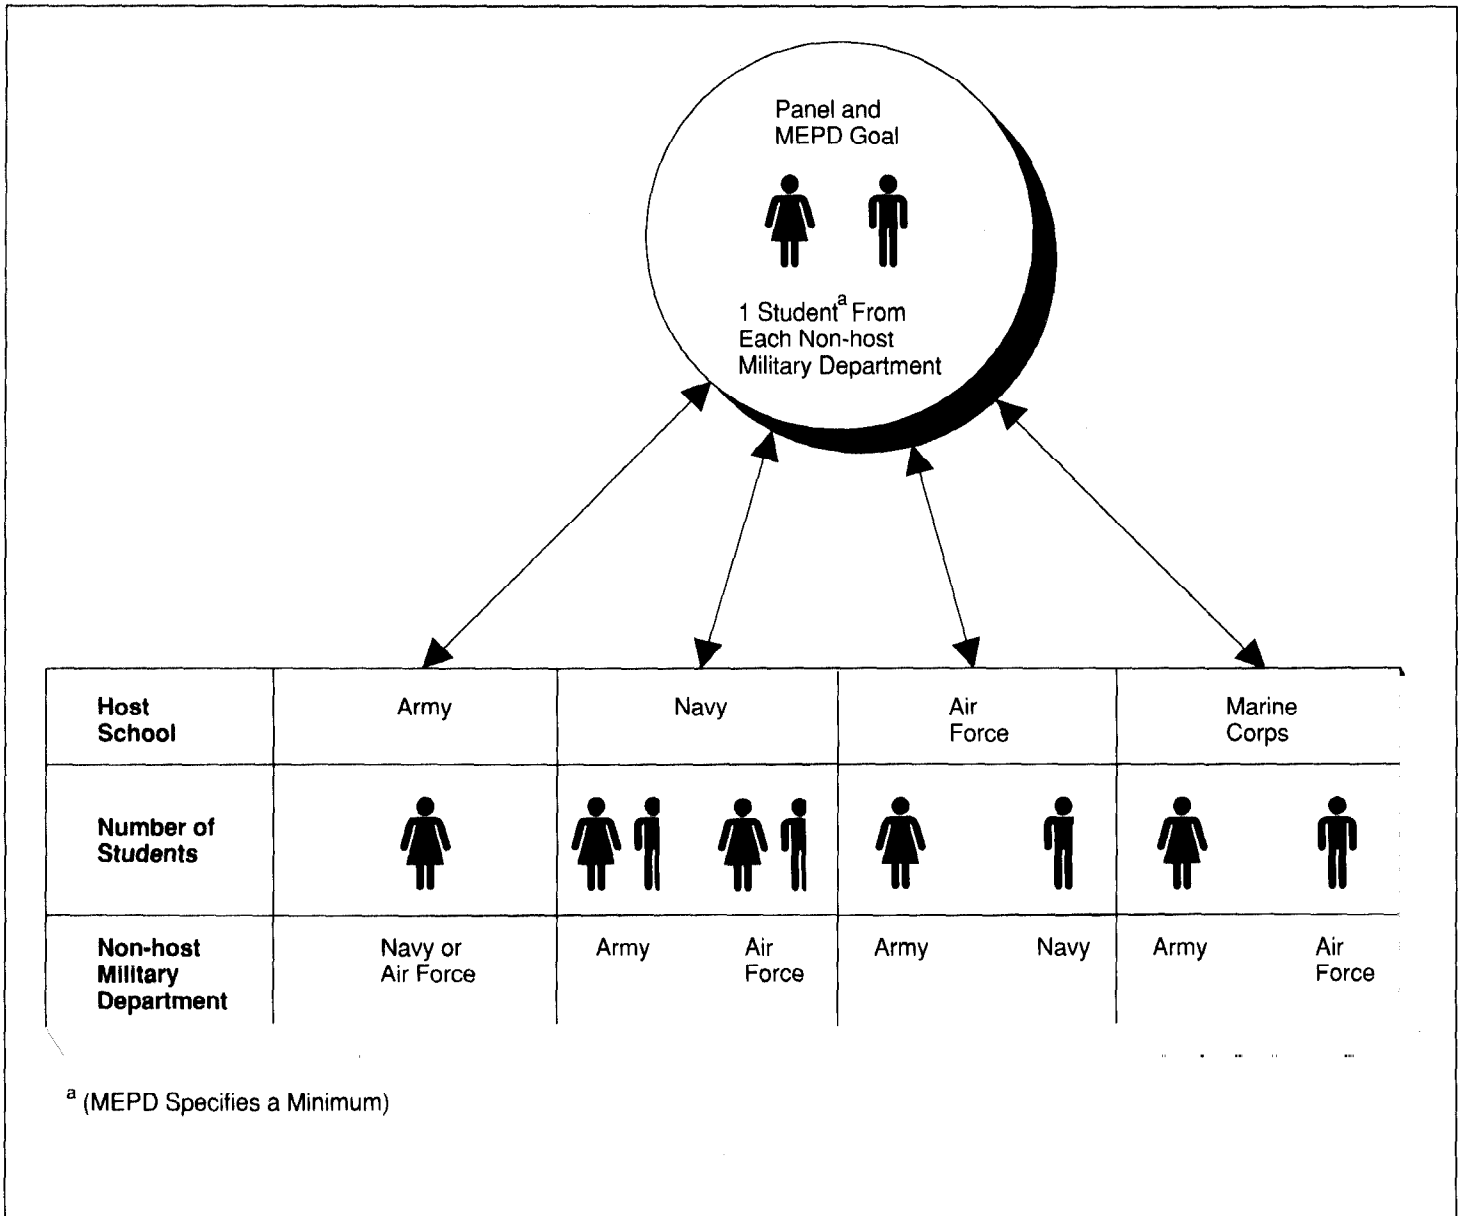 Panel and
MEPD Goal
1 Studentᵃ From
Each Non-host
Military Department
Host
School
Army
Navy
Air
Force
Marine
Corps
Number of
Students
Non-host
Military
Department
Navy or
Air Force
Army
Air
Force
Army
Navy
Army
Air
Force
ᵃ (MEPD Specifies a Minimum)